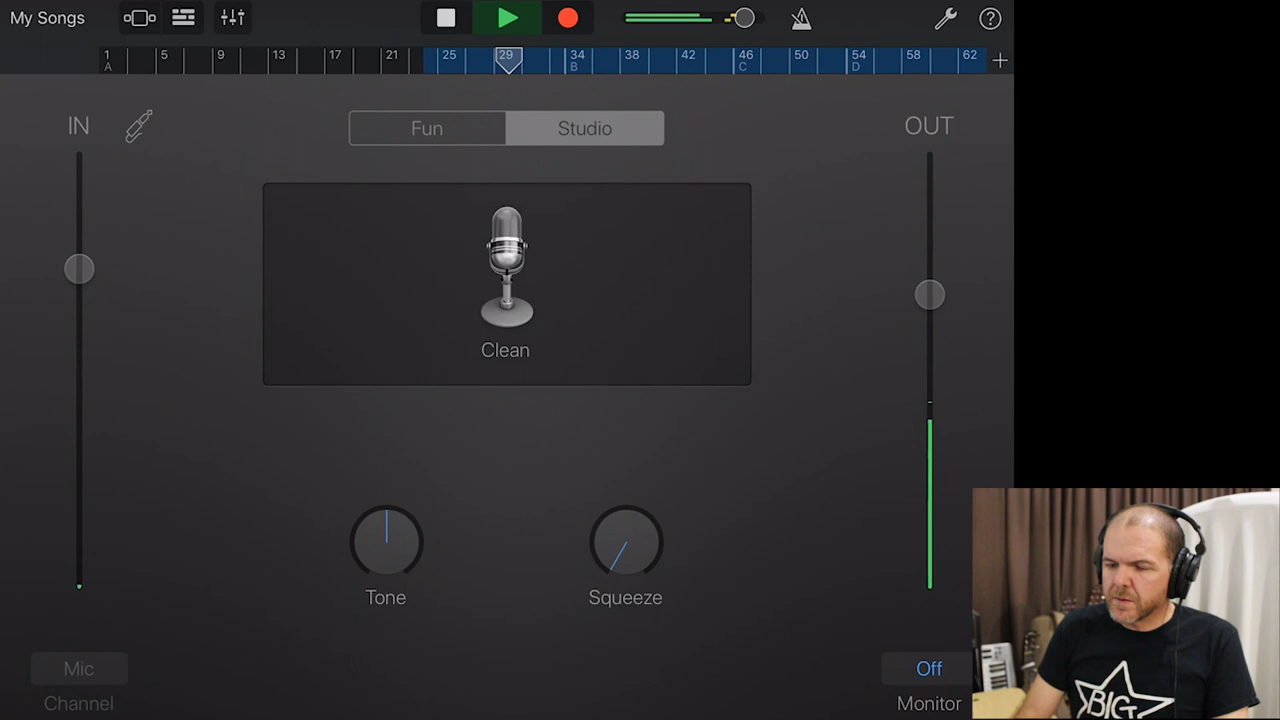 My Songs
1 5 9 13 17 21 25 29 34 38 42 46 50 54 58 62
A B C D
IN Fun Studio OUT
Clean
Tone Squeeze
Mic Off
Channel Monitor
BIG